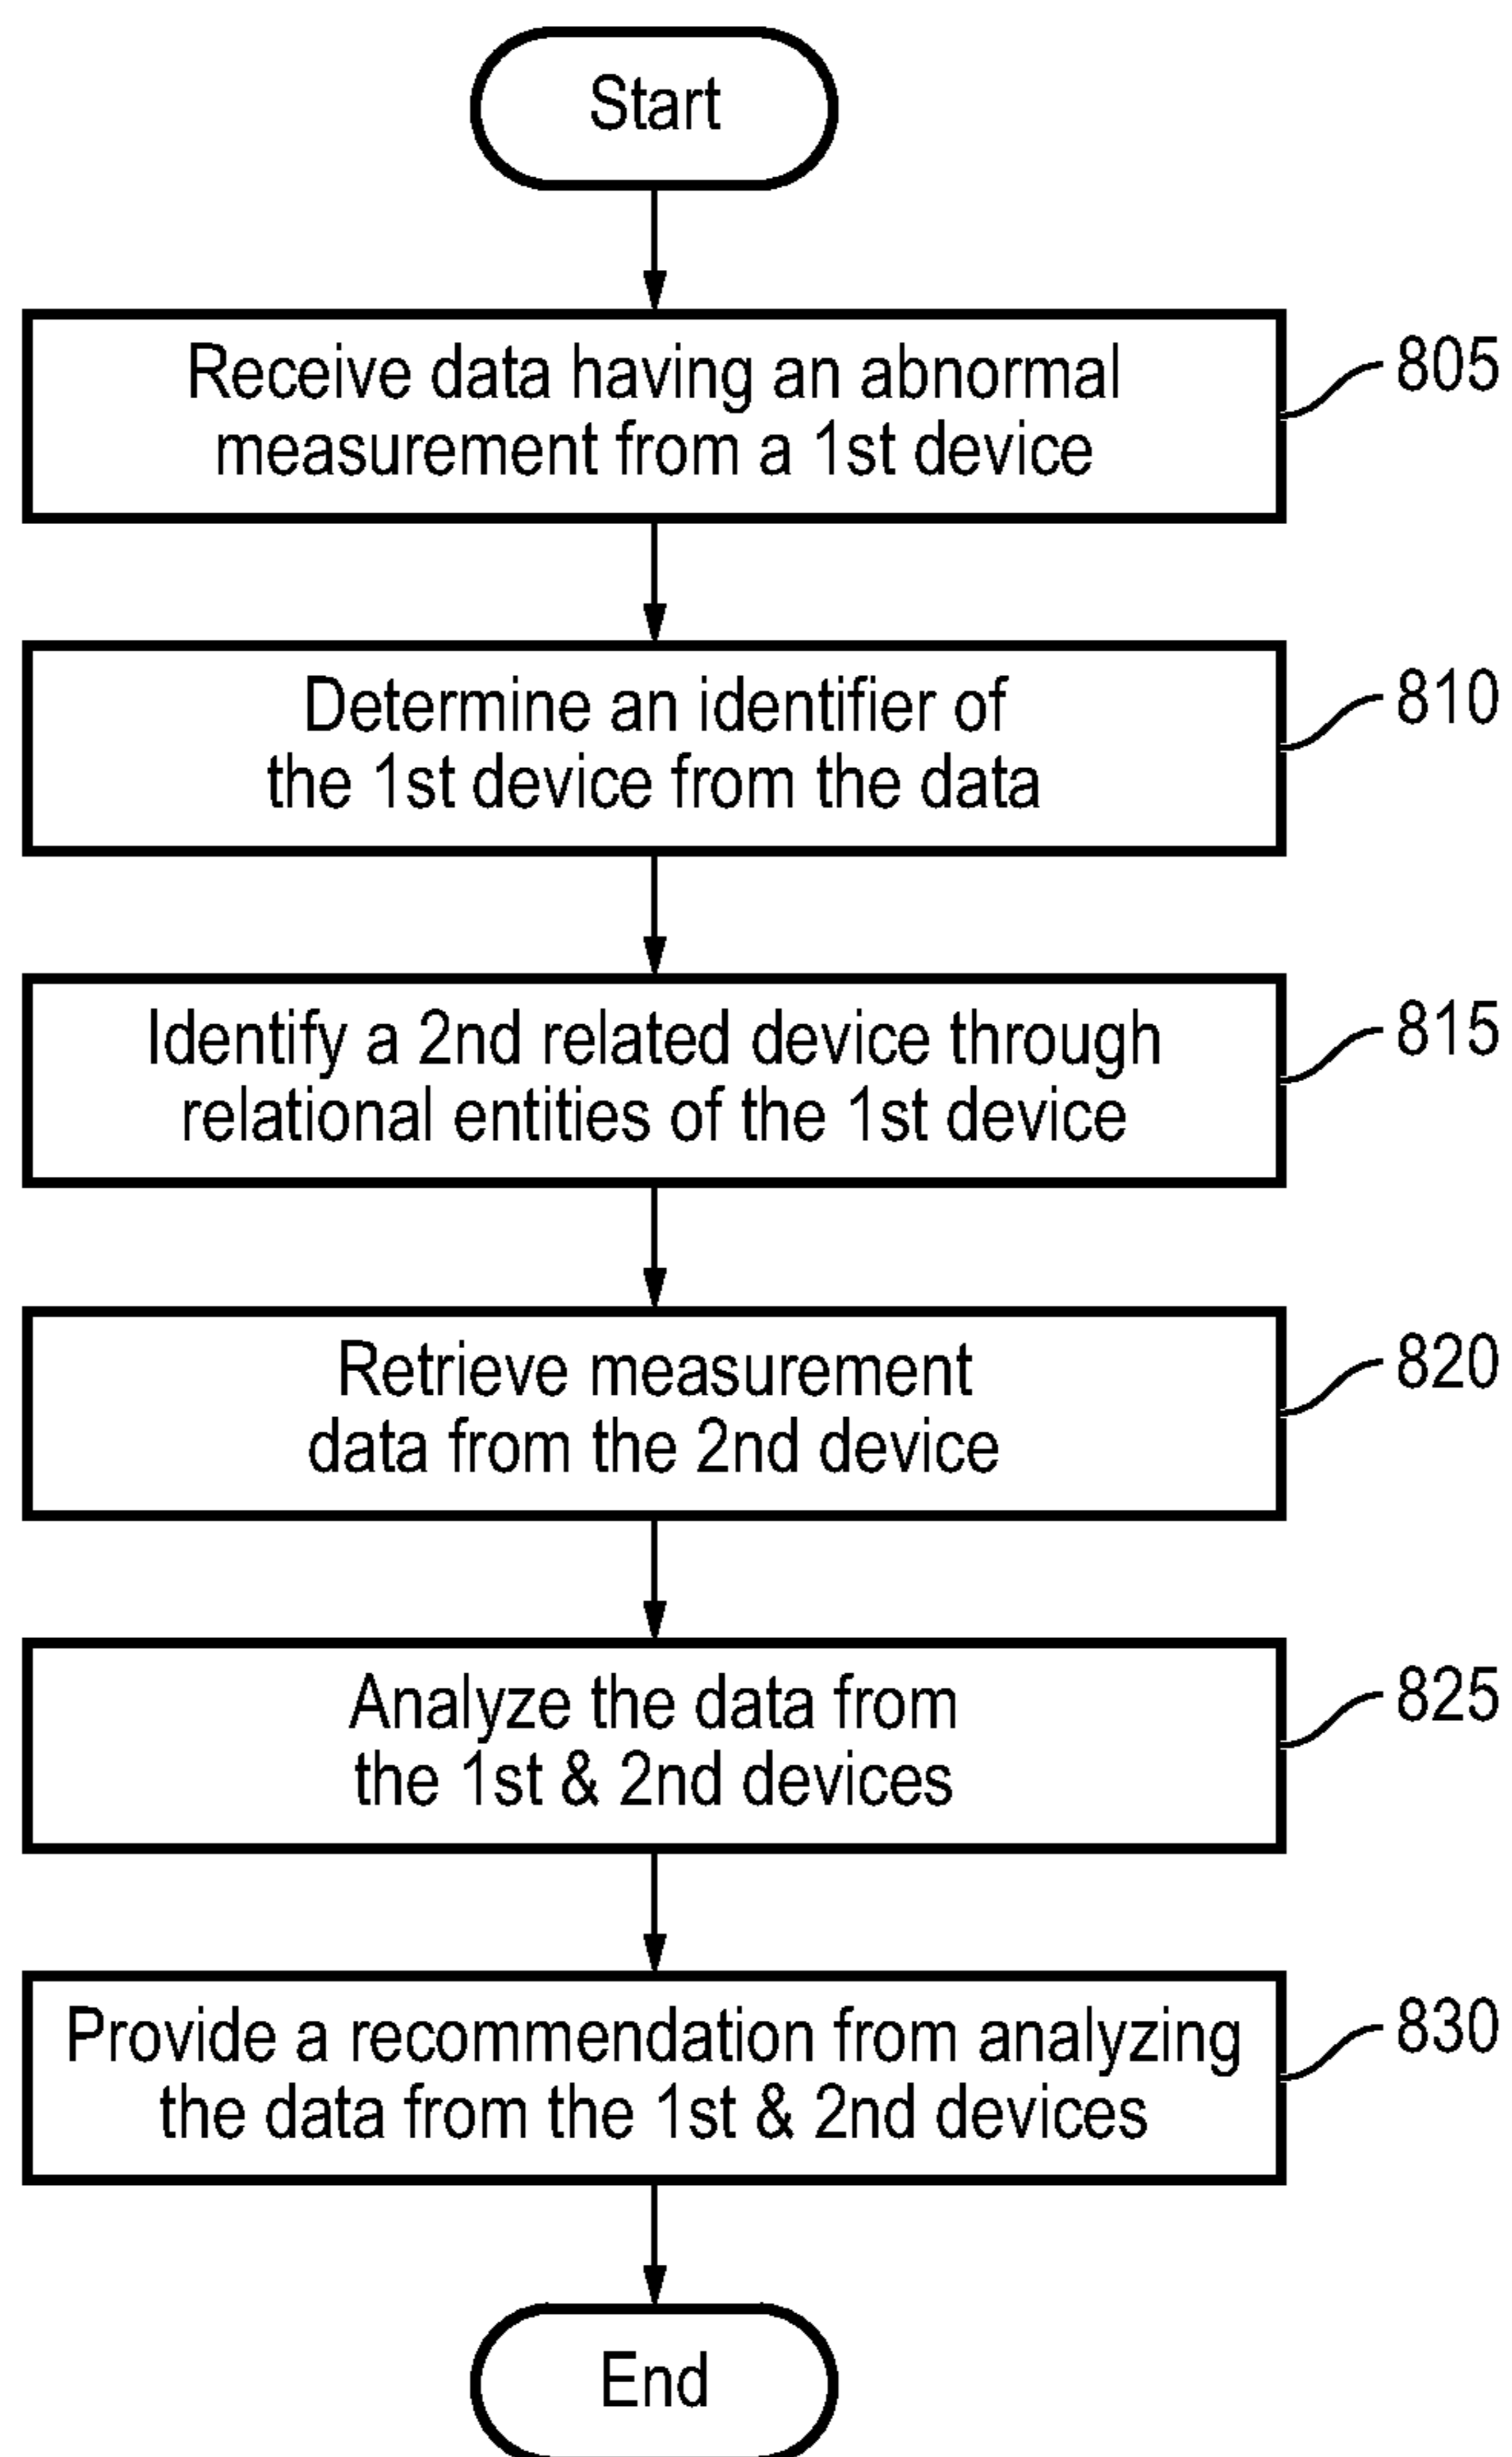 Start
Receive data having an abnormal
measurement from a 1st device
805
Determine an identifier of
the 1st device from the data
810
Identify a 2nd related device through
relational entities of the 1st device
815
Retrieve measurement
data from the 2nd device
820
Analyze the data from
the 1st & 2nd devices
825
Provide a recommendation from analyzing
the data from the 1st & 2nd devices
830
End